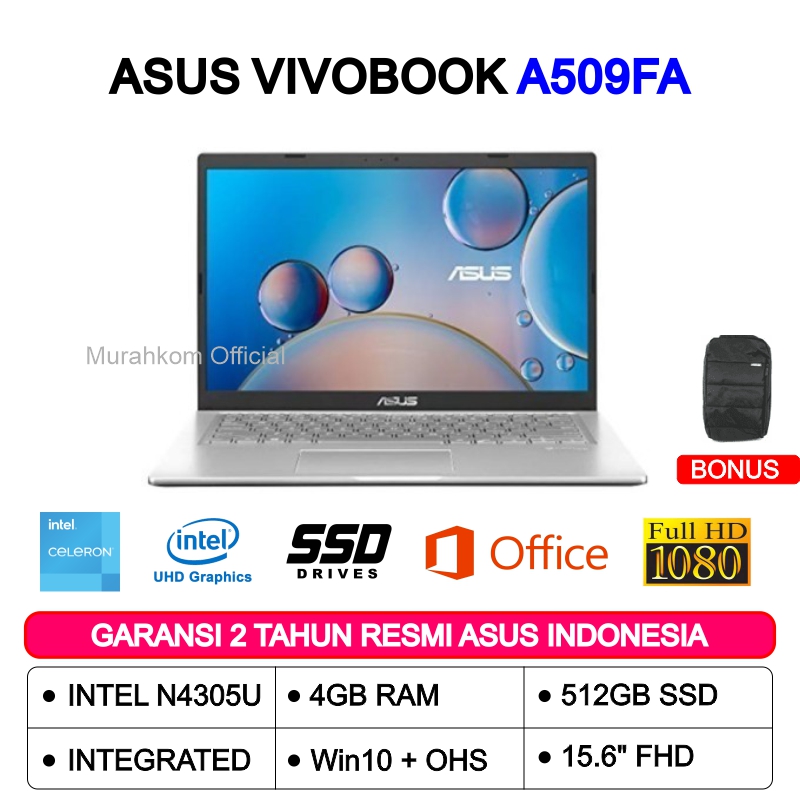 ASUS VIVOBOOK A509FA
ASUS
Murahkom Official
ASUS
BONUS
intel.
CELERON
intel
UHD Graphics
SSD
DRIVES
Office
Full HD
1080
GARANSI 2 TAHUN RESMI ASUS INDONESIA
• INTEL N4305U • 4GB RAM • 512GB SSD
• INTEGRATED • Win10 + OHS • 15.6" FHD